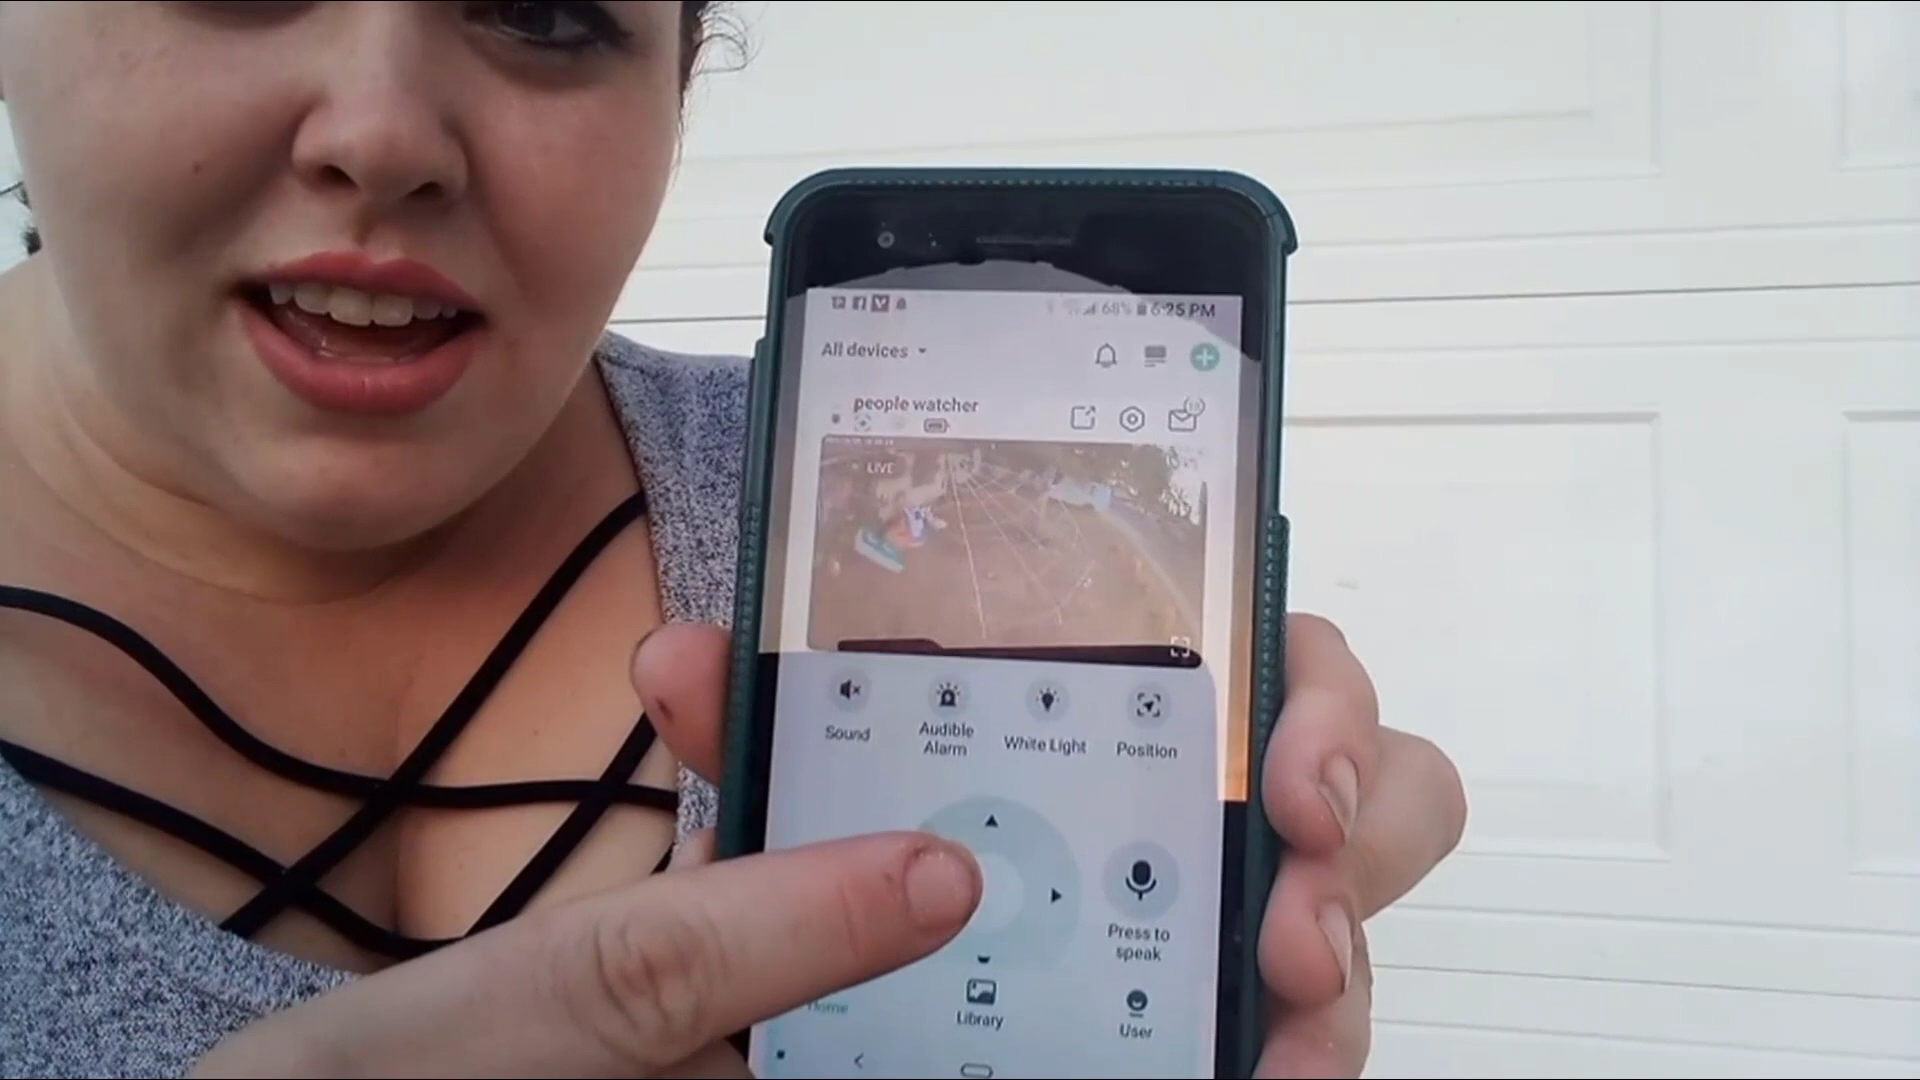 68% 6:25 PM
All devices
people watcher
LIVE
Sound
Audible
Alarm
White Light
Position
Press to
speak
Home
Library
User